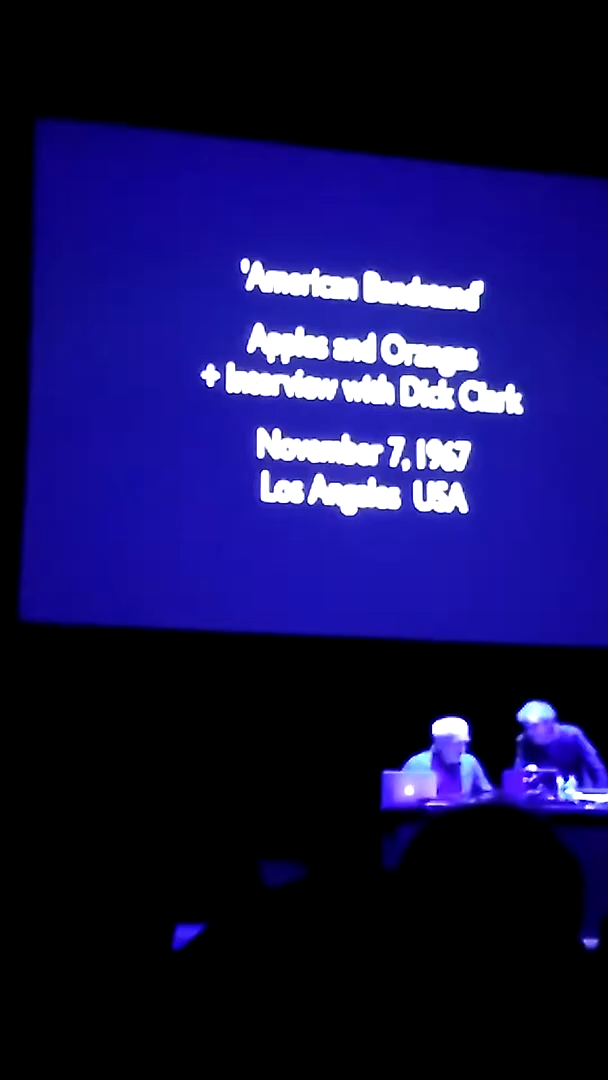 'American Bandstand'
Apples and Oranges
+ Interview with Dick Clark
November 7, 1967
Los Angeles USA